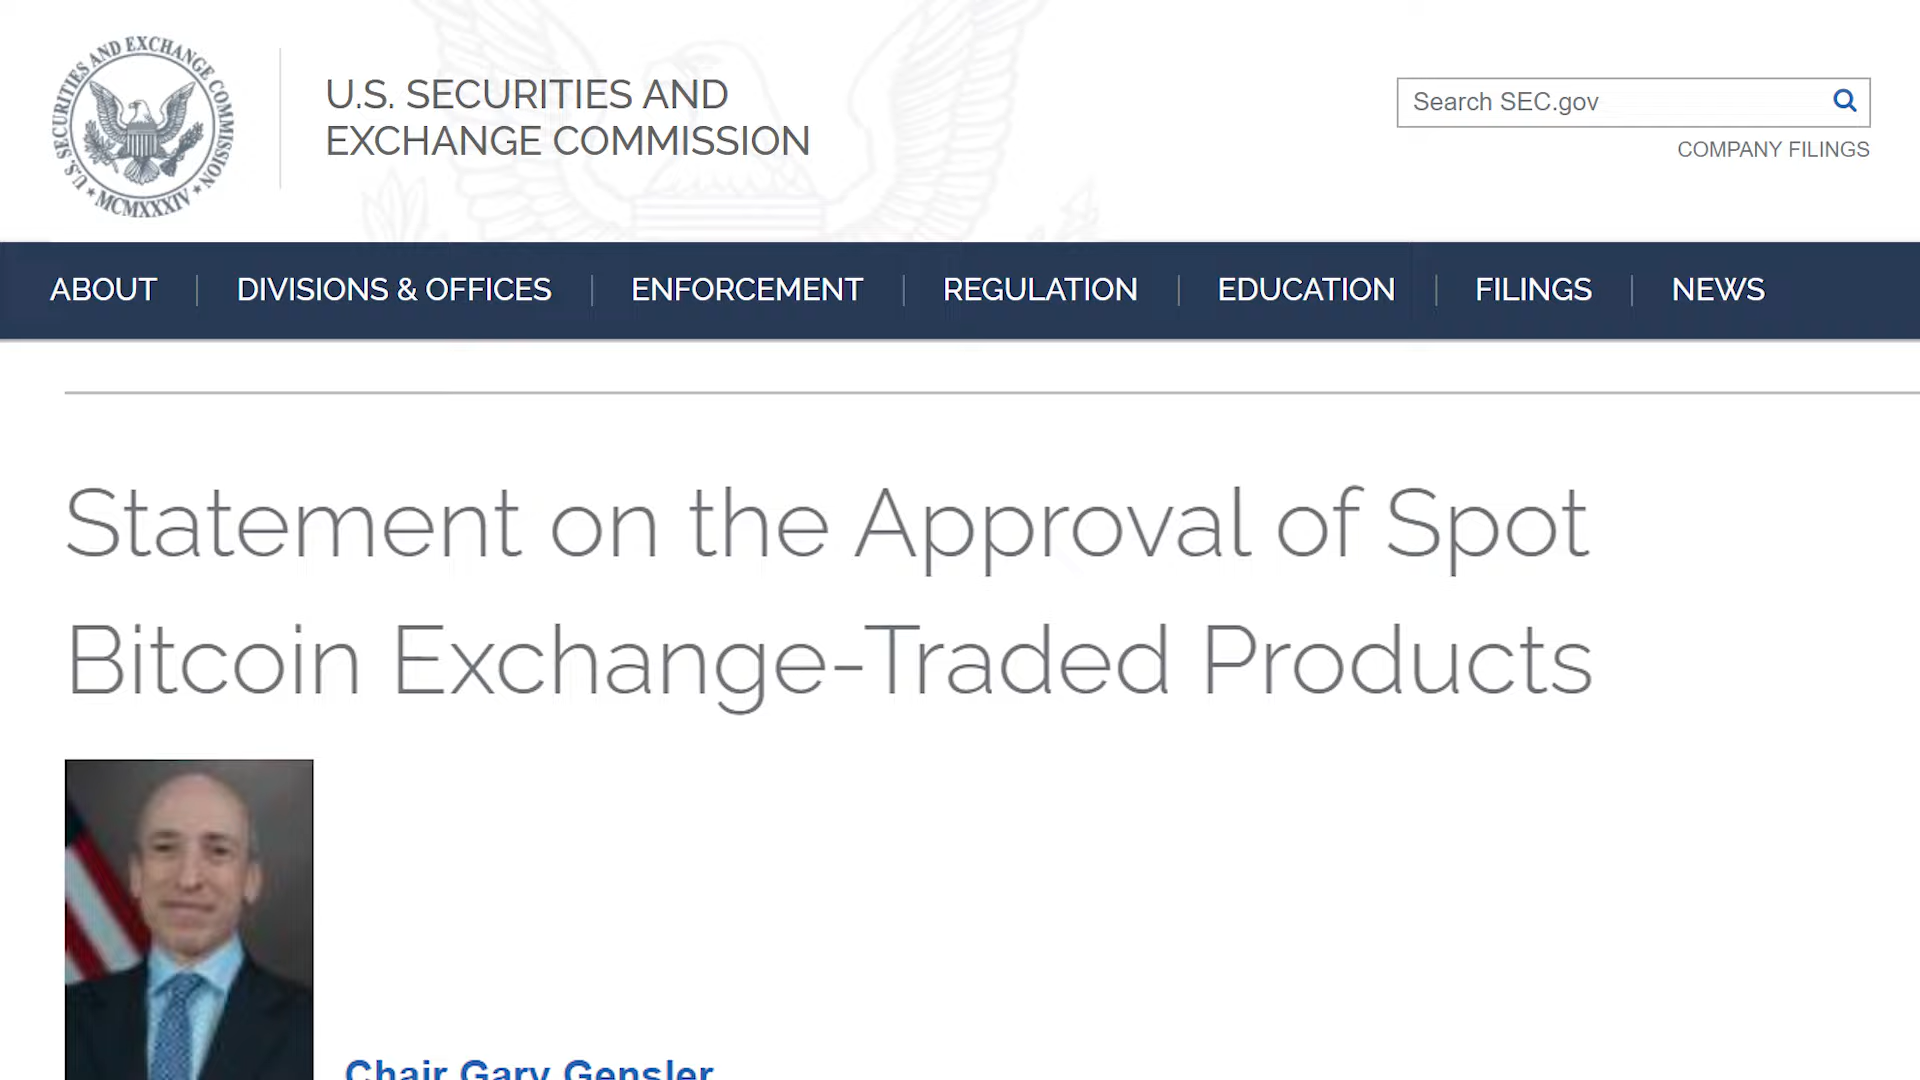 U.S. SECURITIES AND EXCHANGE COMMISSION
MCMXXXIV
U.S. SECURITIES AND
EXCHANGE COMMISSION
Search SEC.gov
COMPANY FILINGS
ABOUT
DIVISIONS & OFFICES
ENFORCEMENT
REGULATION
EDUCATION
FILINGS
NEWS
Statement on the Approval of Spot
Bitcoin Exchange-Traded Products
Chair Gary Gensler